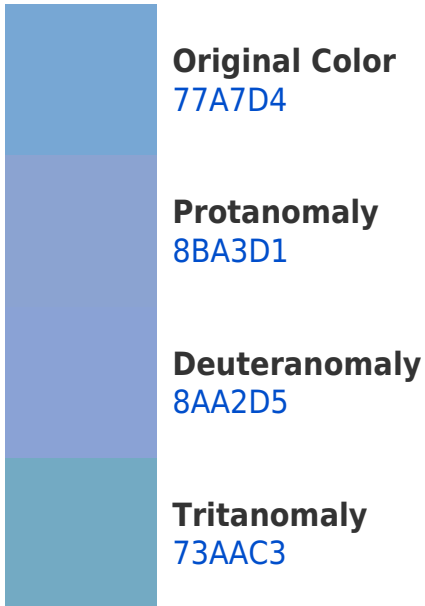 Original Color
77A7D4
Protanomaly
8BA3D1
Deuteranomaly
8AA2D5
Tritanomaly
73AAC3